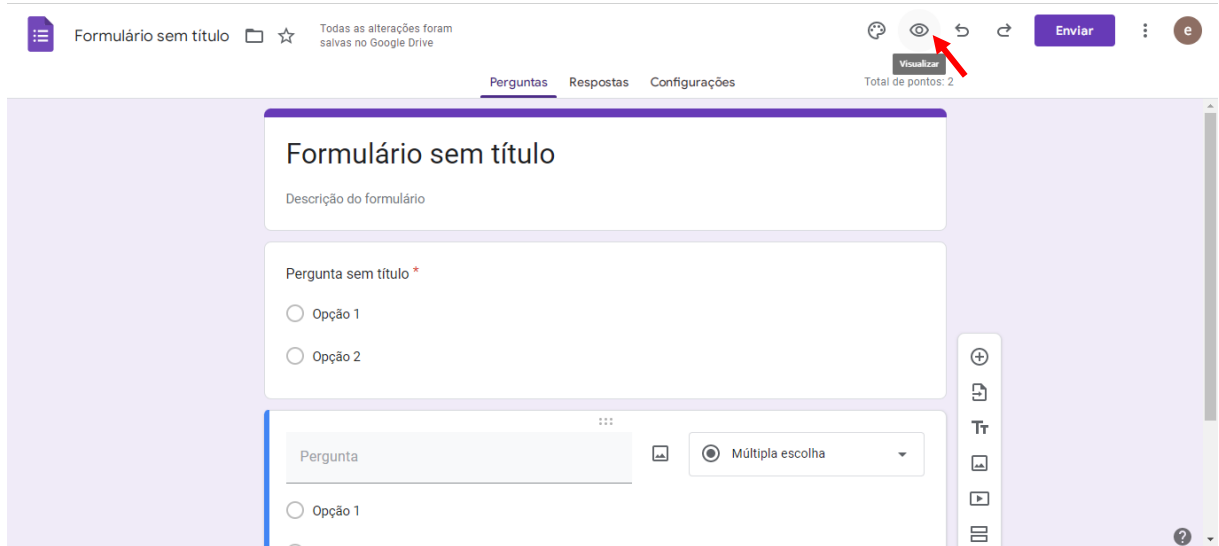 Formulário sem título
Todas as alterações foram
salvas no Google Drive
Enviar
e
Visualizar
Perguntas Respostas Configurações
Total de pontos: 2
Formulário sem título
Descrição do formulário
Pergunta sem título *
Opção 1
Opção 2
Pergunta
Múltipla escolha
Opção 1
Tт
?